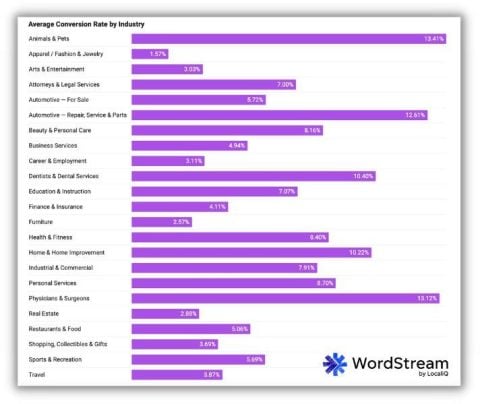 Average Conversion Rate by Industry
Animals & Pets 13.41%
Apparel / Fashion & Jewelry 1.57%
Arts & Entertainment 3.03%
Attorneys & Legal Services 7.00%
Automotive — For Sale 5.72%
Automotive — Repair, Service & Parts 12.61%
Beauty & Personal Care 8.16%
Business Services 4.94%
Career & Employment 3.11%
Dentists & Dental Services 10.40%
Education & Instruction 7.07%
Finance & Insurance 4.11%
Furniture 2.57%
Health & Fitness 8.40%
Home & Home Improvement 10.22%
Industrial & Commercial 7.91%
Personal Services 8.70%
Physicians & Surgeons 13.12%
Real Estate 2.88%
Restaurants & Food 5.06%
Shopping, Collectibles & Gifts 3.69%
Sports & Recreation 5.69%
Travel 3.87%
WordStream
by LocaliQ